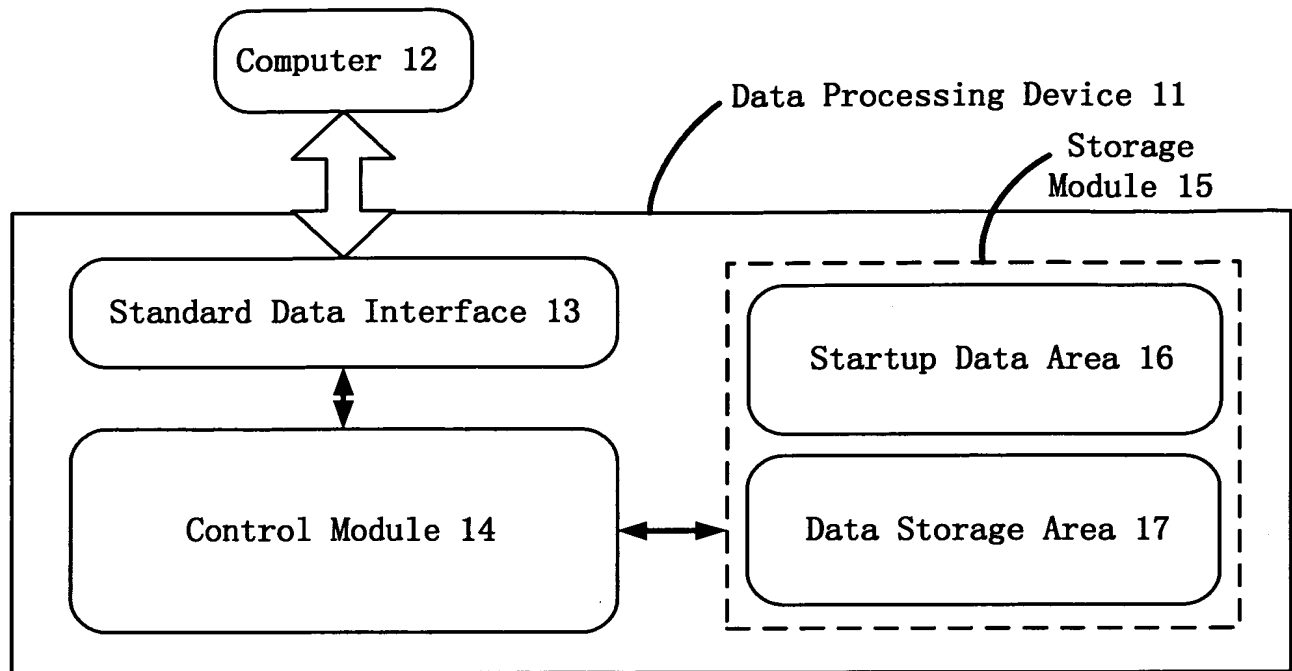 Computer 12
Data Processing Device 11
Storage
Module 15
Standard Data Interface 13
Startup Data Area 16
Control Module 14
Data Storage Area 17